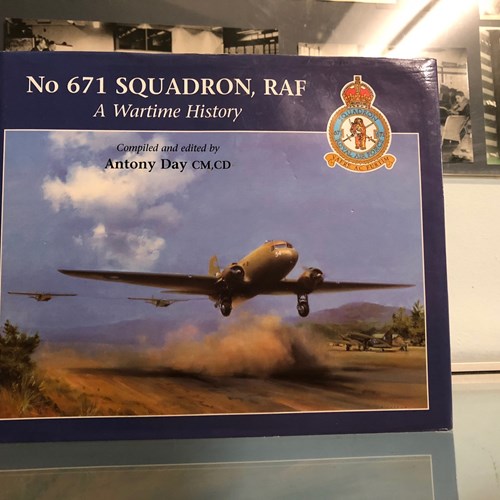 No 671 SQUADRON, RAF
A Wartime History
Compiled and edited by
Antony Day CM,CD